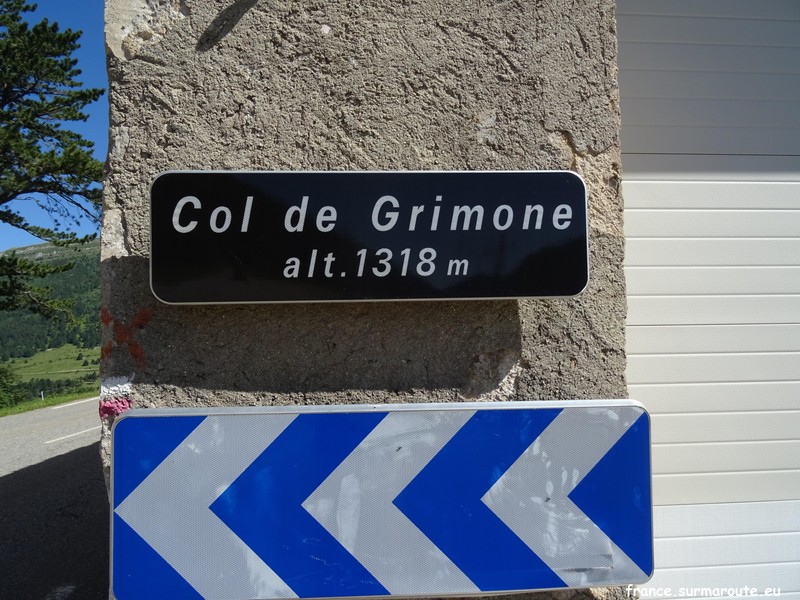 Col de Grimone
alt.1318 m
france.surmaroute.eu